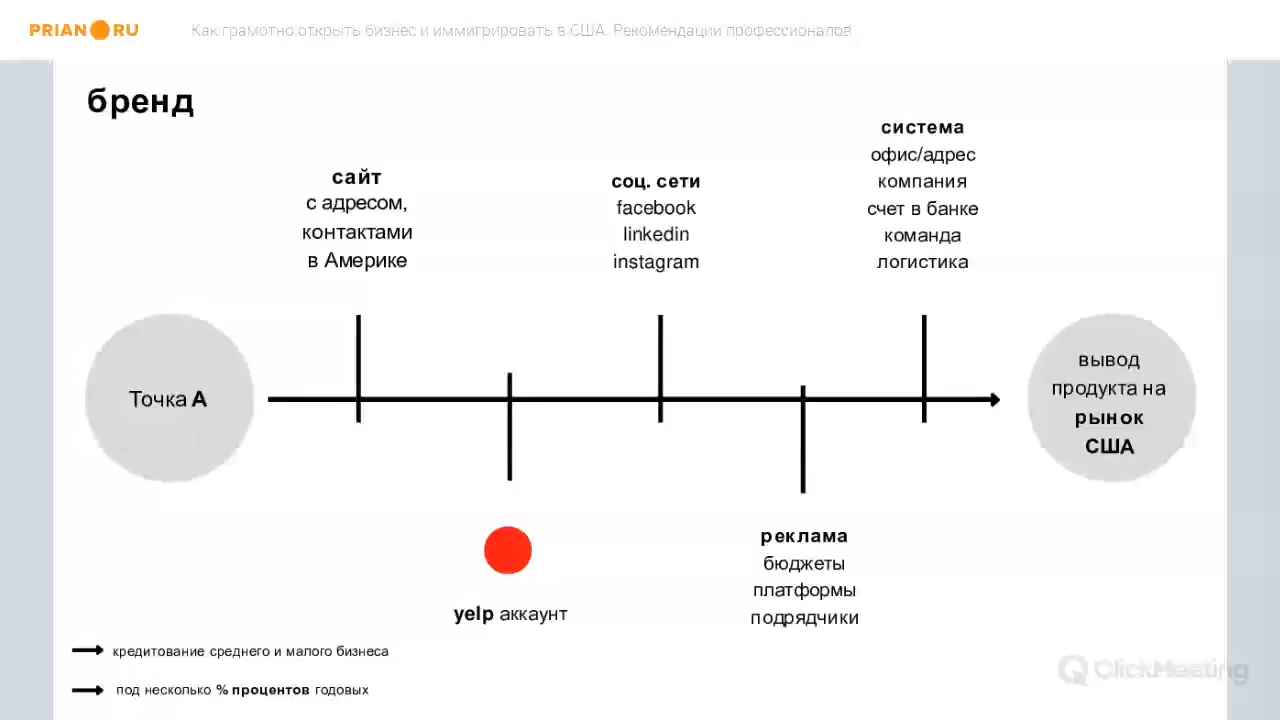 PRIAN RU
Как грамотно открыть бизнес и иммигрировать в США. Рекомендации профессионалов
бренд
сайт
с адресом,
контактами
в Америке
соц. сети
facebook
linkedin
instagram
система
офис/адрес
компания
счет в банке
команда
логистика
Точка А
вывод
продукта на
рынок
США
yelp аккаунт
реклама
бюджеты
платформы
подрядчики
кредитование среднего и малого бизнеса
под несколько % процентов годовых
ClickMeeting